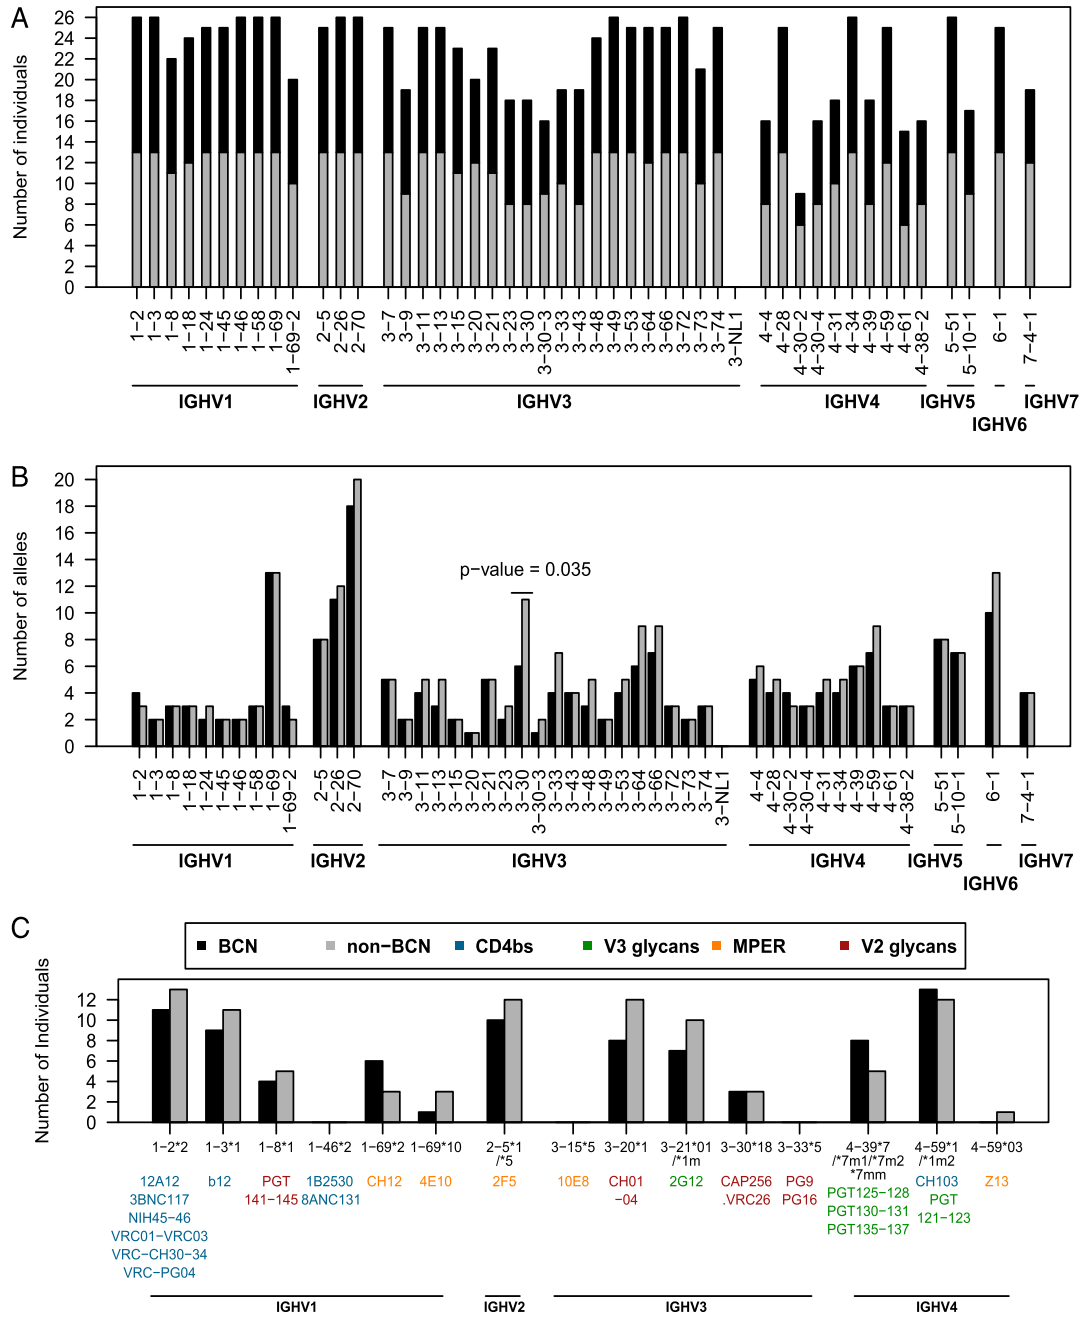 A
Number of individuals
26
24
22
20
18
16
14
12
10
8
6
4
2
0
1−2 1−3 1−8 1−18 1−24 1−45 1−46 1−58 1−69 1−69−2 2−5 2−26 2−70 3−7 3−9 3−11 3−13 3−15 3−20 3−21 3−23 3−30 3−30−3 3−33 3−43 3−48 3−49 3−53 3−64 3−66 3−72 3−73 3−74 3−NL1 4−4 4−28 4−30−2 4−30−4 4−31 4−34 4−39 4−59 4−61 4−38−2 5−51 5−10−1 6−1 7−4−1
IGHV1 IGHV2 IGHV3 IGHV4 IGHV5 IGHV7
IGHV6
B
Number of alleles
20
18
16
14
12
10
8
6
4
2
0
p−value = 0.035
1−2 1−3 1−8 1−18 1−24 1−45 1−46 1−58 1−69 1−69−2 2−5 2−26 2−70 3−7 3−9 3−11 3−13 3−15 3−20 3−21 3−23 3−30 3−30−3 3−33 3−43 3−48 3−49 3−53 3−64 3−66 3−72 3−73 3−74 3−NL1 4−4 4−28 4−30−2 4−30−4 4−31 4−34 4−39 4−59 4−61 4−38−2 5−51 5−10−1 6−1 7−4−1
IGHV1 IGHV2 IGHV3 IGHV4 IGHV5 IGHV7
IGHV6
C
BCN non−BCN CD4bs V3 glycans MPER V2 glycans
Number of Individuals
12
10
8
6
4
2
0
1−2*2
12A12
3BNC117
NIH45−46
VRC01−VRC03
VRC−CH30−34
VRC−PG04
1−3*1
b12
1−8*1
PGT
141−145
1−46*2
1B2530
8ANC131
1−69*2
CH12
1−69*10
4E10
2−5*1
/*5
2F5
3−15*5
10E8
3−20*1
CH01
−04
3−21*01
/*1m
2G12
3−30*18
CAP256
.VRC26
3−33*5
PG9
PG16
4−39*7
/*7m1/*7m2
*7mm
PGT125−128
PGT130−131
PGT135−137
4−59*1
/*1m2
CH103
PGT
121−123
4−59*03
Z13
IGHV1 IGHV2 IGHV3 IGHV4